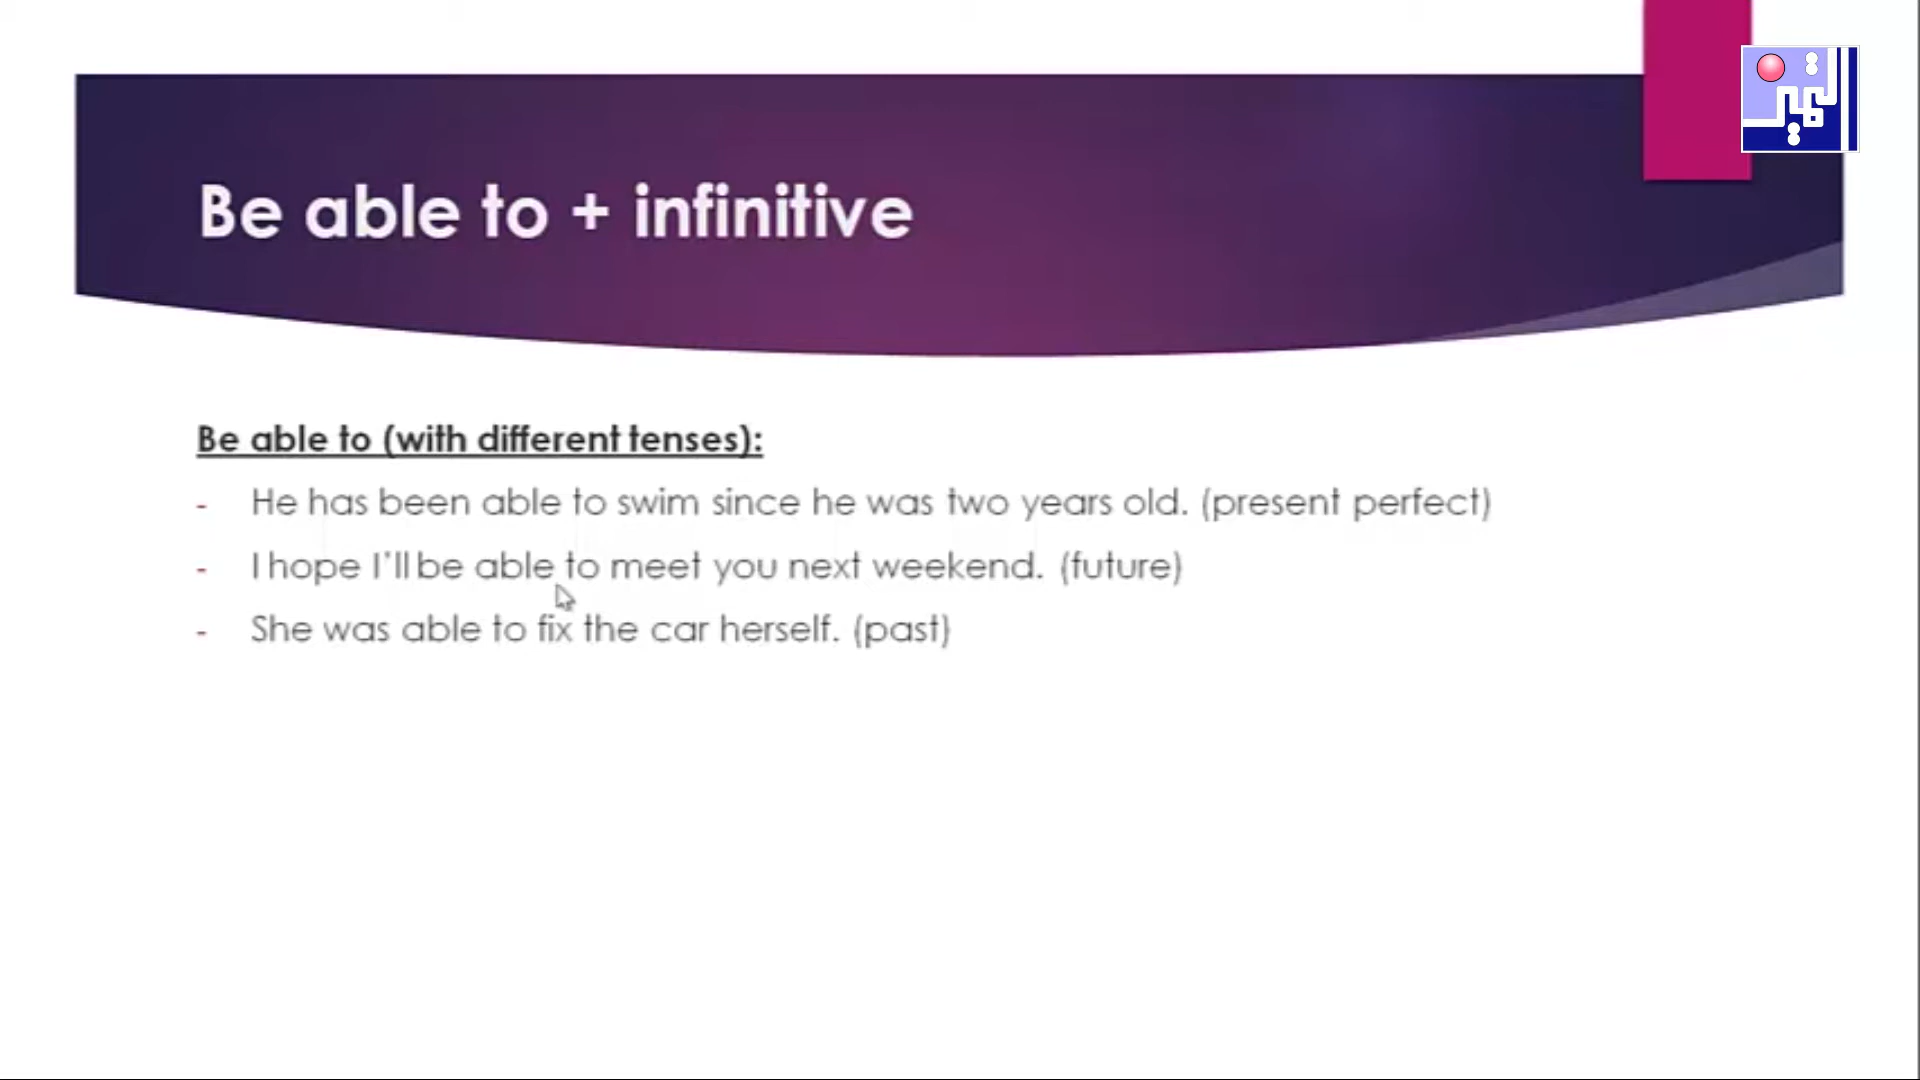 Be able to + infinitive
Be able to (with different tenses):
- He has been able to swim since he was two years old. (present perfect)
- I hope I'll be able to meet you next weekend. (future)
- She was able to fix the car herself. (past)